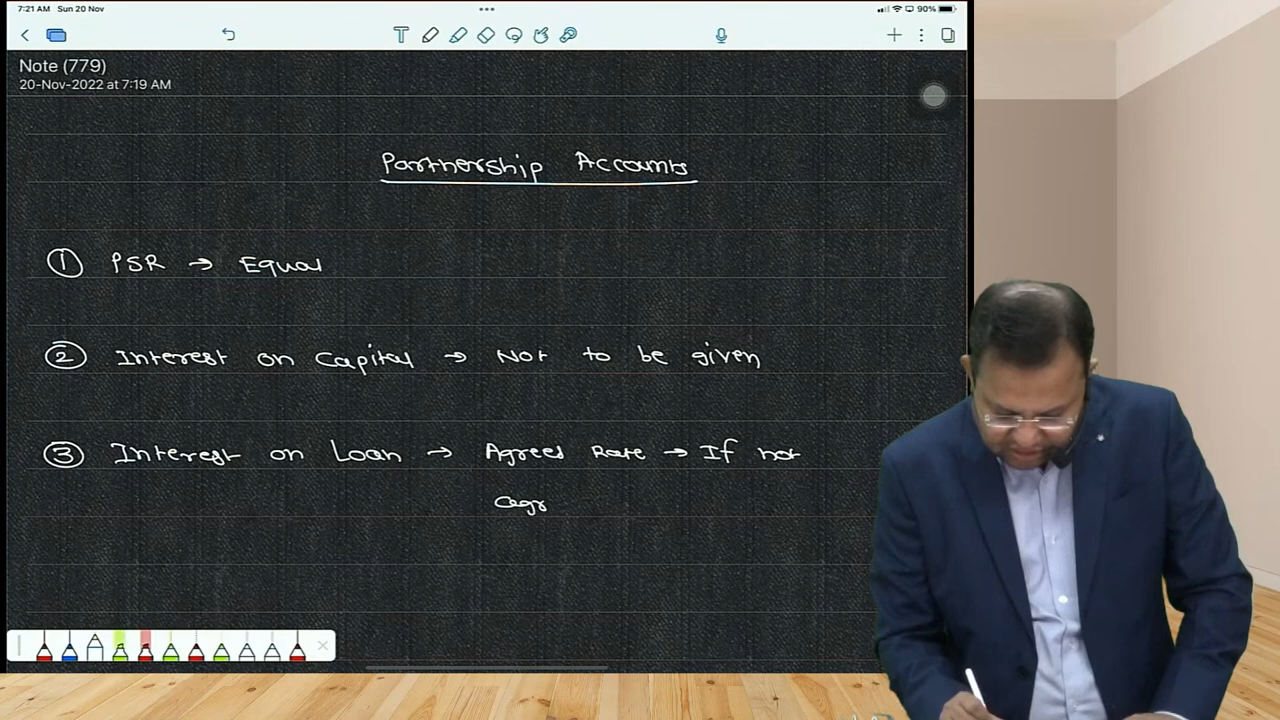 7:21 AM Sun 20 Nov
90%
Note (779)
20-Nov-2022 at 7:19 AM
Partnership Accounts
① PSR → Equal
② Interest on Capital → Not to be given
③ Interest on Loan → Agreed Rate → If not
agr